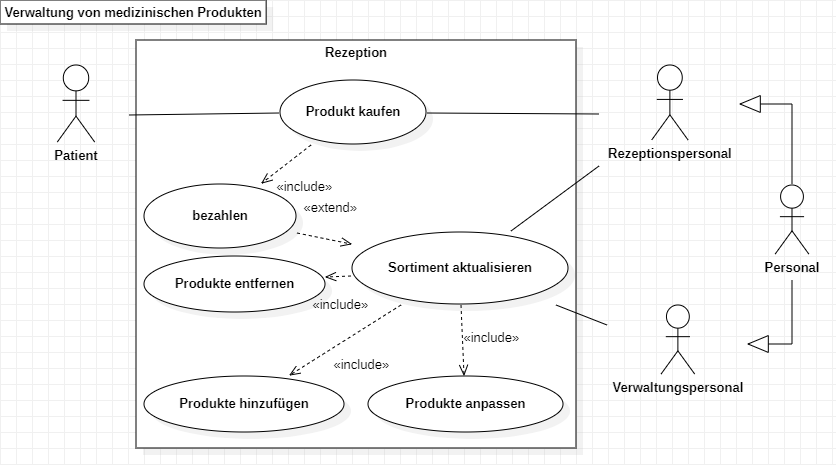 Verwaltung von medizinischen Produkten
Rezeption
Produkt kaufen
Patient
Rezeptionspersonal
«include»
«extend»
bezahlen
Sortiment aktualisieren
Personal
Produkte entfernen
«include»
«include»
«include»
Verwaltungspersonal
Produkte hinzufügen
Produkte anpassen